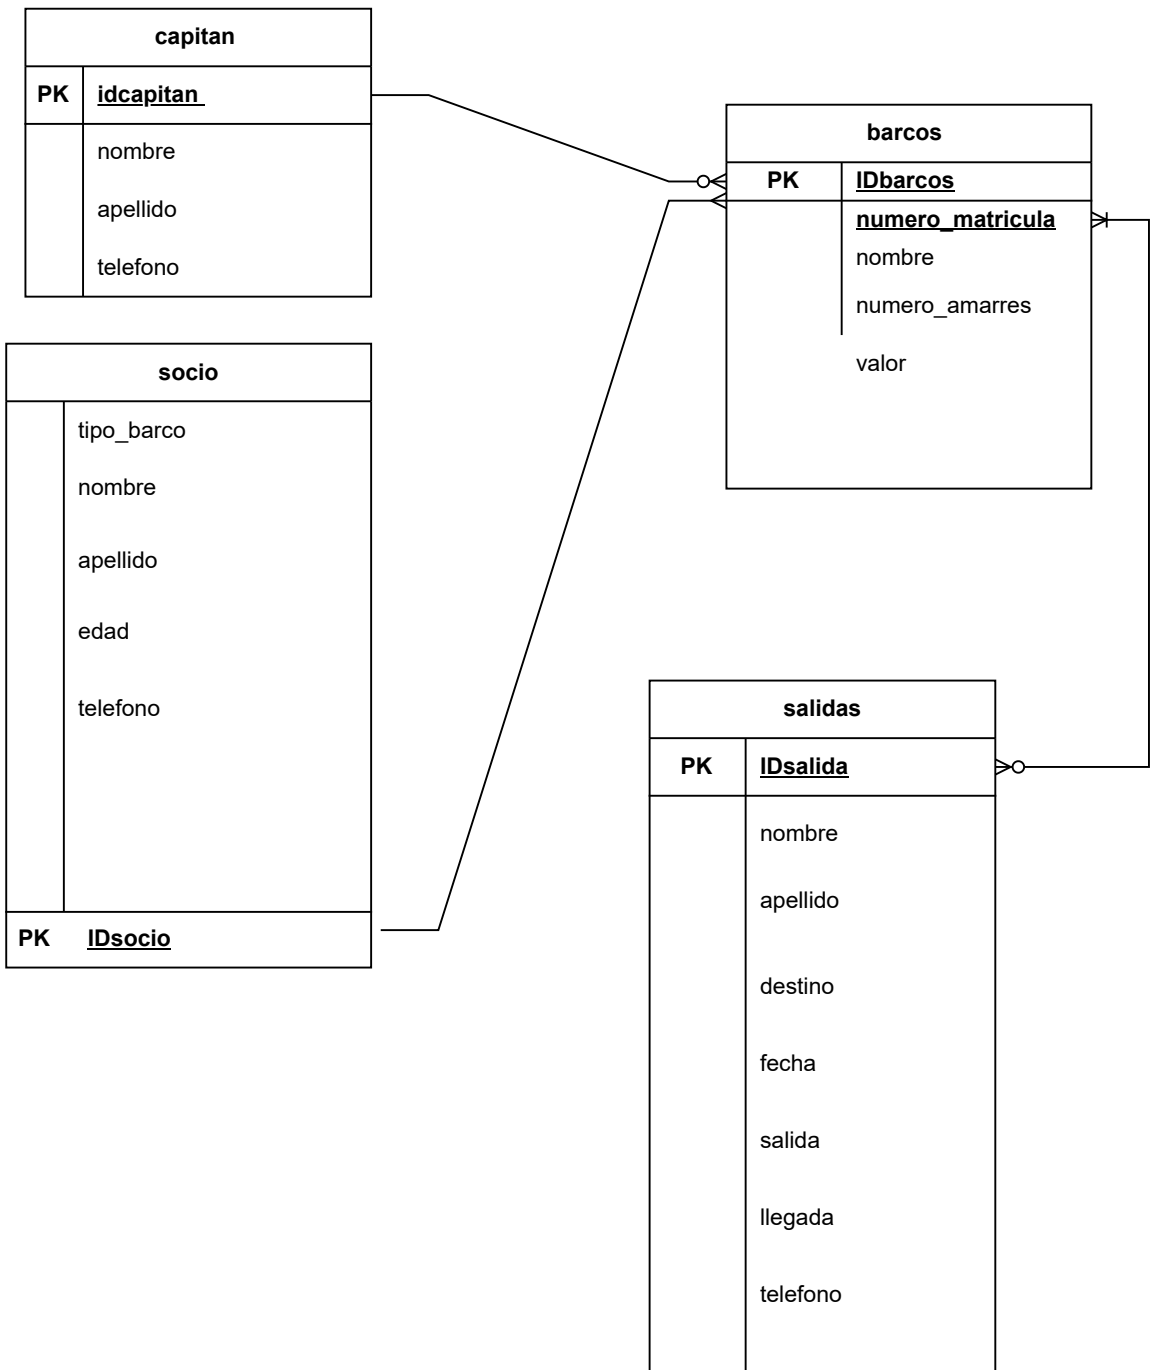 capitan
PK idcapitan
nombre
apellido
telefono
barcos
PK IDbarcos
numero_matricula
nombre
numero_amarres
valor
socio
tipo_barco
nombre
apellido
edad
telefono
PK IDsocio
salidas
PK IDsalida
nombre
apellido
destino
fecha
salida
llegada
telefono